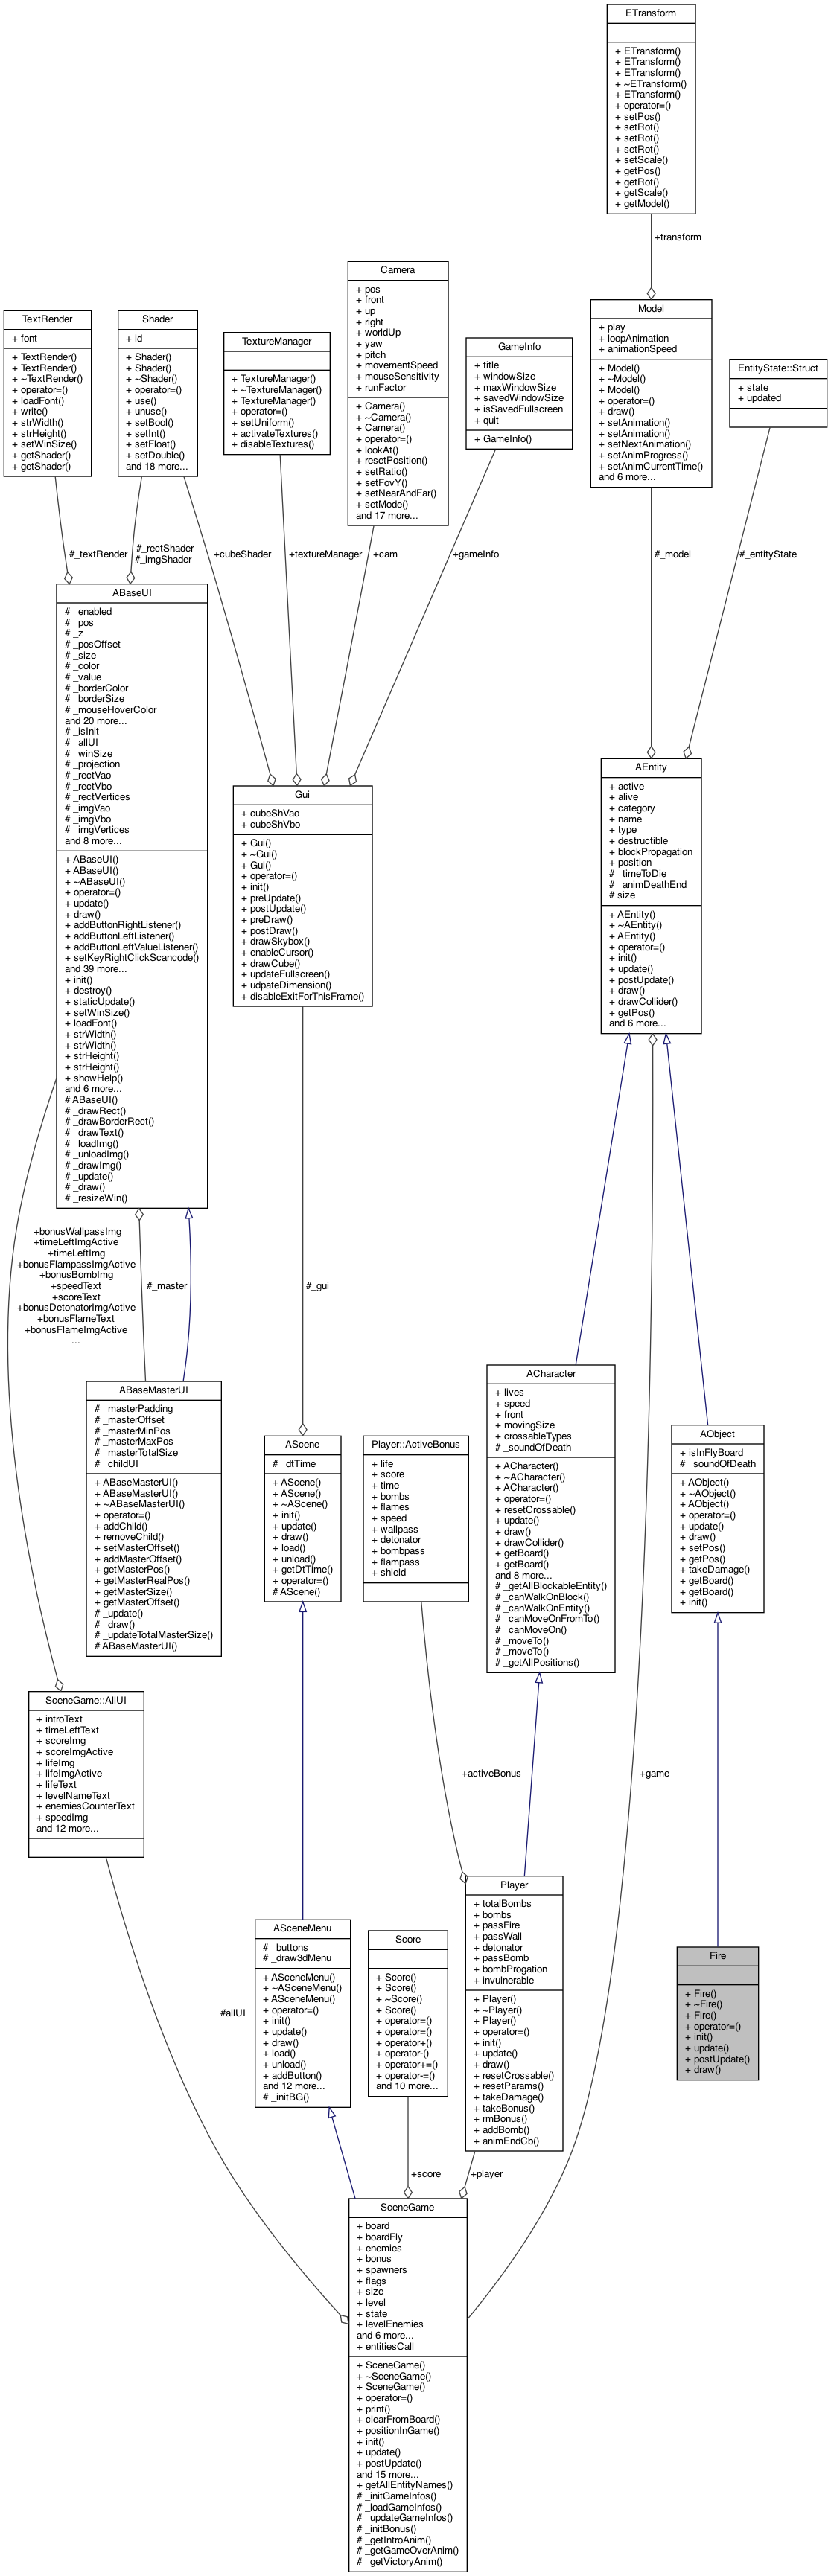 ETransform
+ ETransform()
+ ETransform()
+ ETransform()
+ ~ETransform()
+ ETransform()
+ operator=()
+ setPos()
+ setRot()
+ setRot()
+ setRot()
+ setScale()
+ getPos()
+ getRot()
+ getScale()
+ getModel()
+transform
Camera
+ pos
+ front
+ up
+ right
+ worldUp
+ yaw
+ pitch
+ movementSpeed
+ mouseSensitivity
+ runFactor
+ Camera()
+ ~Camera()
+ Camera()
+ operator=()
+ lookAt()
+ resetPosition()
+ setRatio()
+ setFovY()
+ setNearAndFar()
+ setMode()
and 17 more...
Model
+ play
+ loopAnimation
+ animationSpeed
+ Model()
+ ~Model()
+ Model()
+ operator=()
+ draw()
+ setAnimation()
+ setAnimation()
+ setNextAnimation()
+ setAnimProgress()
+ setAnimCurrentTime()
and 6 more...
TextRender
+ font
+ TextRender()
+ TextRender()
+ ~TextRender()
+ operator=()
+ loadFont()
+ write()
+ strWidth()
+ strHeight()
+ setWinSize()
+ getShader()
+ getShader()
Shader
+ id
+ Shader()
+ Shader()
+ ~Shader()
+ operator=()
+ use()
+ unuse()
+ setBool()
+ setInt()
+ setFloat()
+ setDouble()
and 18 more...
TextureManager
+ TextureManager()
+ ~TextureManager()
+ TextureManager()
+ operator=()
+ setUniform()
+ activateTextures()
+ disableTextures()
GameInfo
+ title
+ windowSize
+ maxWindowSize
+ savedWindowSize
+ isSavedFullscreen
+ quit
+ GameInfo()
EntityState::Struct
+ state
+ updated
#_textRender
#_rectShader
#_imgShader
+cubeShader
+textureManager
+cam
+gameInfo
#_model
#_entityState
ABaseUI
# _enabled
# _pos
# _z
# _posOffset
# _size
# _color
# _value
# _borderColor
# _borderSize
# _mouseHoverColor
and 20 more...
# _isInit
# _allUI
# _winSize
# _projection
# _rectVao
# _rectVbo
# _rectVertices
# _imgVao
# _imgVbo
# _imgVertices
and 8 more...
+ ABaseUI()
+ ABaseUI()
+ ~ABaseUI()
+ operator=()
+ update()
+ draw()
+ addButtonRightListener()
+ addButtonLeftListener()
+ addButtonLeftValueListener()
+ setKeyRightClickScancode()
and 39 more...
+ init()
+ destroy()
+ staticUpdate()
+ setWinSize()
+ loadFont()
+ strWidth()
+ strWidth()
+ strHeight()
+ strHeight()
+ showHelp()
and 6 more...
# ABaseUI()
# _drawRect()
# _drawBorderRect()
# _drawText()
# _loadImg()
# _unloadImg()
# _drawImg()
# _update()
# _draw()
# _resizeWin()
Gui
+ cubeShVao
+ cubeShVbo
+ Gui()
+ ~Gui()
+ Gui()
+ operator=()
+ init()
+ preUpdate()
+ postUpdate()
+ preDraw()
+ postDraw()
+ drawSkybox()
+ enableCursor()
+ drawCube()
+ updateFullscreen()
+ udpateDimension()
+ disableExitForThisFrame()
AEntity
+ active
+ alive
+ category
+ name
+ type
+ destructible
+ blockPropagation
+ position
# _timeToDie
# _animDeathEnd
# size
+ AEntity()
+ ~AEntity()
+ AEntity()
+ operator=()
+ init()
+ update()
+ postUpdate()
+ draw()
+ drawCollider()
+ getPos()
and 6 more...
+bonusWallpassImg
+timeLeftImgActive
+timeLeftImg
+bonusFlampassImgActive
+bonusBombImg
+speedText
+scoreText
+bonusDetonatorImgActive
+bonusFlameText
+bonusFlameImgActive
...
#_master
#_gui
ABaseMasterUI
# _masterPadding
# _masterOffset
# _masterMinPos
# _masterMaxPos
# _masterTotalSize
# _childUI
+ ABaseMasterUI()
+ ABaseMasterUI()
+ ~ABaseMasterUI()
+ operator=()
+ addChild()
+ removeChild()
+ setMasterOffset()
+ addMasterOffset()
+ getMasterPos()
+ getMasterRealPos()
+ getMasterSize()
+ getMasterOffset()
# _update()
# _draw()
# _updateTotalMasterSize()
# ABaseMasterUI()
AScene
# _dtTime
+ AScene()
+ AScene()
+ ~AScene()
+ init()
+ update()
+ draw()
+ load()
+ unload()
+ getDtTime()
+ operator=()
# AScene()
Player::ActiveBonus
+ life
+ score
+ time
+ bombs
+ flames
+ speed
+ wallpass
+ detonator
+ bombpass
+ flampass
+ shield
ACharacter
+ lives
+ speed
+ front
+ movingSize
+ crossableTypes
# _soundOfDeath
+ ACharacter()
+ ~ACharacter()
+ ACharacter()
+ operator=()
+ resetCrossable()
+ update()
+ draw()
+ drawCollider()
+ getBoard()
+ getBoard()
and 8 more...
# _getAllBlockableEntity()
# _canWalkOnBlock()
# _canWalkOnEntity()
# _canMoveOnFromTo()
# _canMoveOn()
# _moveTo()
# _moveTo()
# _getAllPositions()
AObject
+ isInFlyBoard
# _soundOfDeath
+ AObject()
+ ~AObject()
+ AObject()
+ operator=()
+ update()
+ draw()
+ setPos()
+ getPos()
+ takeDamage()
+ getBoard()
+ getBoard()
+ init()
SceneGame::AllUI
+ introText
+ timeLeftText
+ scoreImg
+ scoreImgActive
+ lifeImg
+ lifeImgActive
+ lifeText
+ levelNameText
+ enemiesCounterText
+ speedImg
and 12 more...
+activeBonus
+game
#allUI
ASceneMenu
# _buttons
# _draw3dMenu
+ ASceneMenu()
+ ~ASceneMenu()
+ ASceneMenu()
+ operator=()
+ init()
+ update()
+ draw()
+ load()
+ unload()
+ addButton()
and 12 more...
# _initBG()
Score
+ Score()
+ Score()
+ ~Score()
+ Score()
+ operator=()
+ operator=()
+ operator+()
+ operator-()
+ operator+=()
+ operator-=()
and 10 more...
Player
+ totalBombs
+ bombs
+ passFire
+ passWall
+ detonator
+ passBomb
+ bombProgation
+ invulnerable
+ Player()
+ ~Player()
+ Player()
+ operator=()
+ init()
+ update()
+ draw()
+ resetCrossable()
+ resetParams()
+ takeDamage()
+ takeBonus()
+ rmBonus()
+ addBomb()
+ animEndCb()
Fire
+ Fire()
+ ~Fire()
+ Fire()
+ operator=()
+ init()
+ update()
+ postUpdate()
+ draw()
+score
+player
SceneGame
+ board
+ boardFly
+ enemies
+ bonus
+ spawners
+ flags
+ size
+ level
+ state
+ levelEnemies
and 6 more...
+ entitiesCall
+ SceneGame()
+ ~SceneGame()
+ SceneGame()
+ operator=()
+ print()
+ clearFromBoard()
+ positionInGame()
+ init()
+ update()
+ postUpdate()
and 15 more...
+ getAllEntityNames()
# _initGameInfos()
# _loadGameInfos()
# _updateGameInfos()
# _initBonus()
# _getIntroAnim()
# _getGameOverAnim()
# _getVictoryAnim()